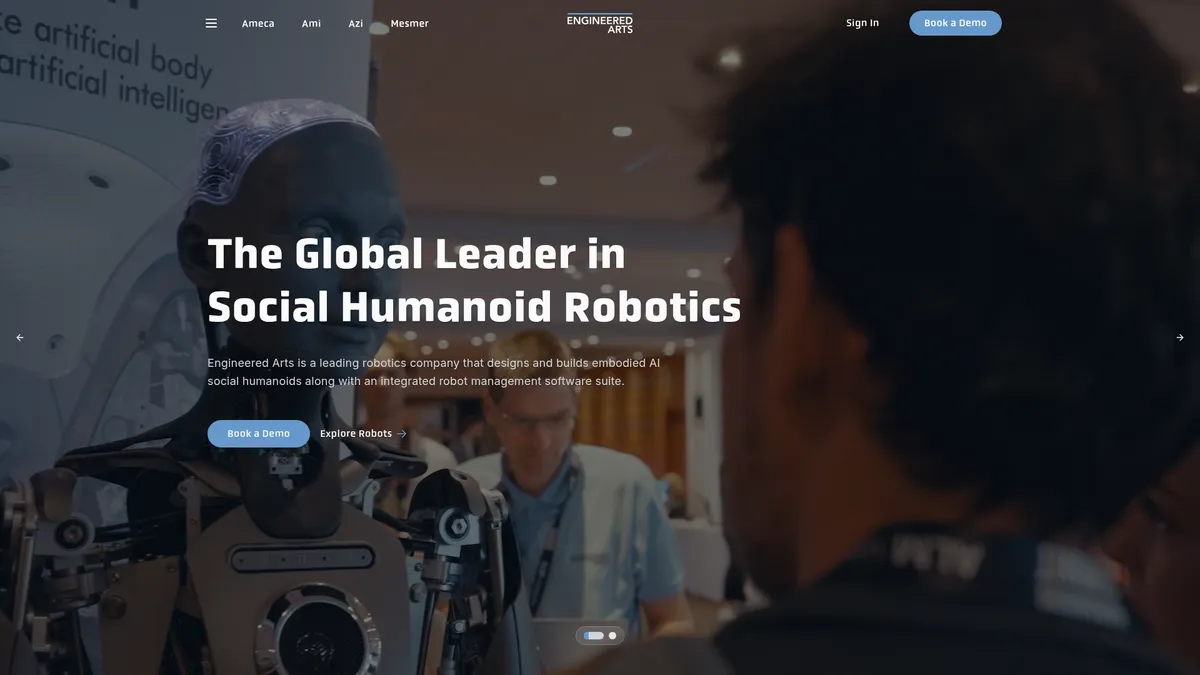 Ameca
Ami
Azi
Mesmer
ENGINEERED
ARTS
Sign In
Book a Demo
artificial body
artificial
The Global Leader in
Social Humanoid Robotics
Engineered Arts is a leading robotics company that designs and builds embodied AI
social humanoids along with an integrated robot management software suite.
Book a Demo
Explore Robots